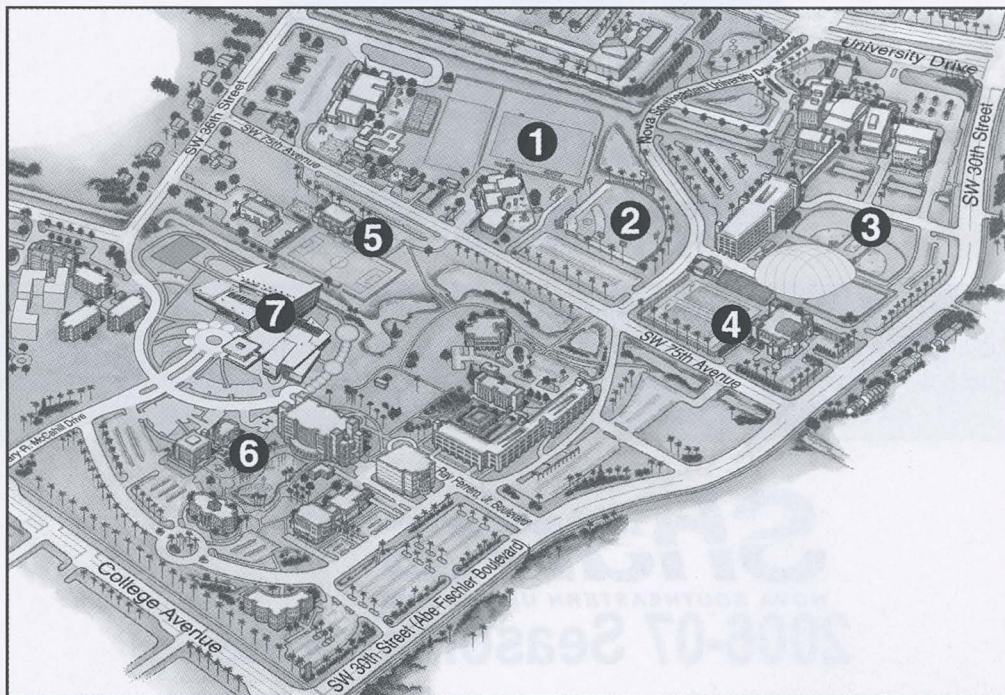 University Drive
Nova Southeastern University Drive
SW 30th Street
SW 36th Street
SW 75th Avenue
1
2
3
5
7
4
SW 75th Avenue
6
R. McCahill Drive
Ray Ferrero, Jr. Boulevard
College Avenue
SW 30th Street (Abe Fischler Boulevard)
NOVA SOUTHEASTERN U
2006-07 Season